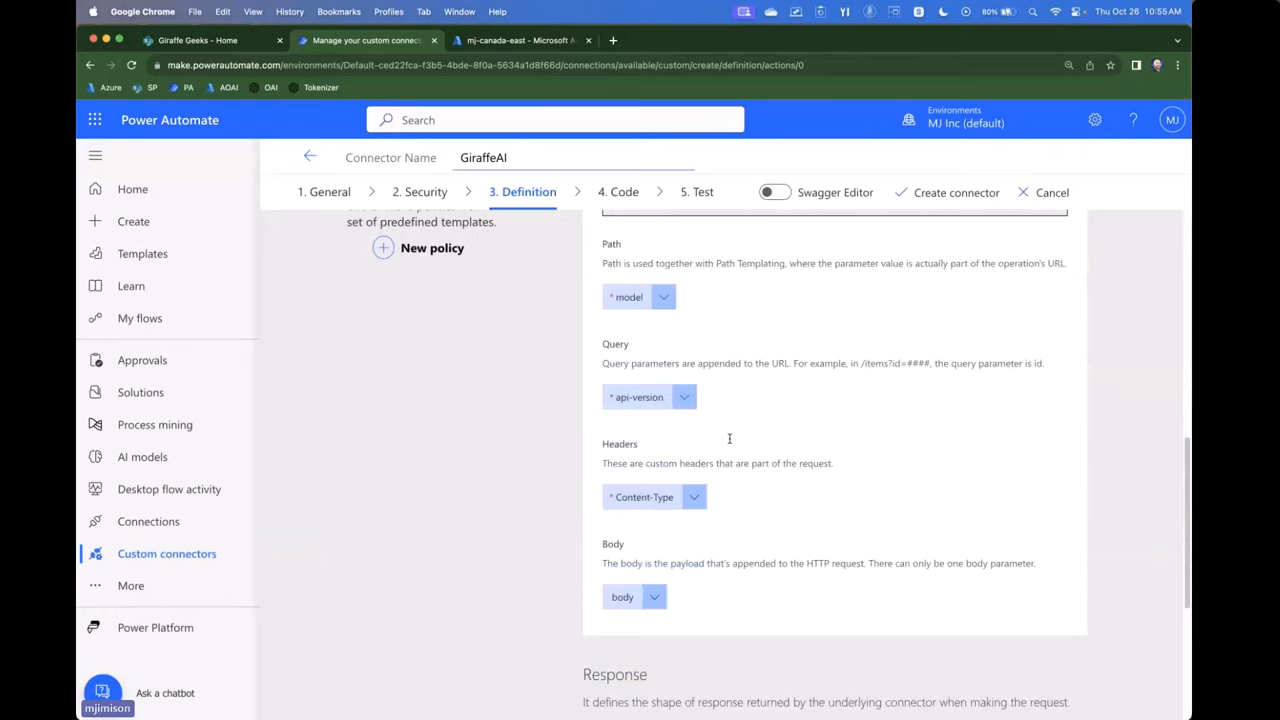 Google Chrome File Edit View History Bookmarks Profiles Tab Window Help 80% Thu Oct 26 10:55 AM
Giraffe Geeks - Home Manage your custom connect mj-canada-east - Microsoft A
make.powerautomate.com/environments/Default-ced22fca-f3b5-4bde-8f0a-5634a1d8f66d/connections/available/custom/create/definition/actions/0
Azure SP PA AOAI OAI Tokenizer
Power Automate
Search
Environments
MJ Inc (default)
MJ
Connector Name GiraffeAI
1. General 2. Security 3. Definition 4. Code 5. Test Swagger Editor Create connector Cancel
Home
Create
Templates
Learn
My flows
Approvals
Solutions
Process mining
AI models
Desktop flow activity
Connections
Custom connectors
More
Power Platform
Ask a chatbot
mjimison
set of predefined templates.
New policy
Path
Path is used together with Path Templating, where the parameter value is actually part of the operation's URL.
* model
Query
Query parameters are appended to the URL. For example, in /items?id=####, the query parameter is id.
* api-version
Headers
These are custom headers that are part of the request.
* Content-Type
Body
The body is the payload that's appended to the HTTP request. There can only be one body parameter.
body
Response
It defines the shape of response returned by the underlying connector when making the request.